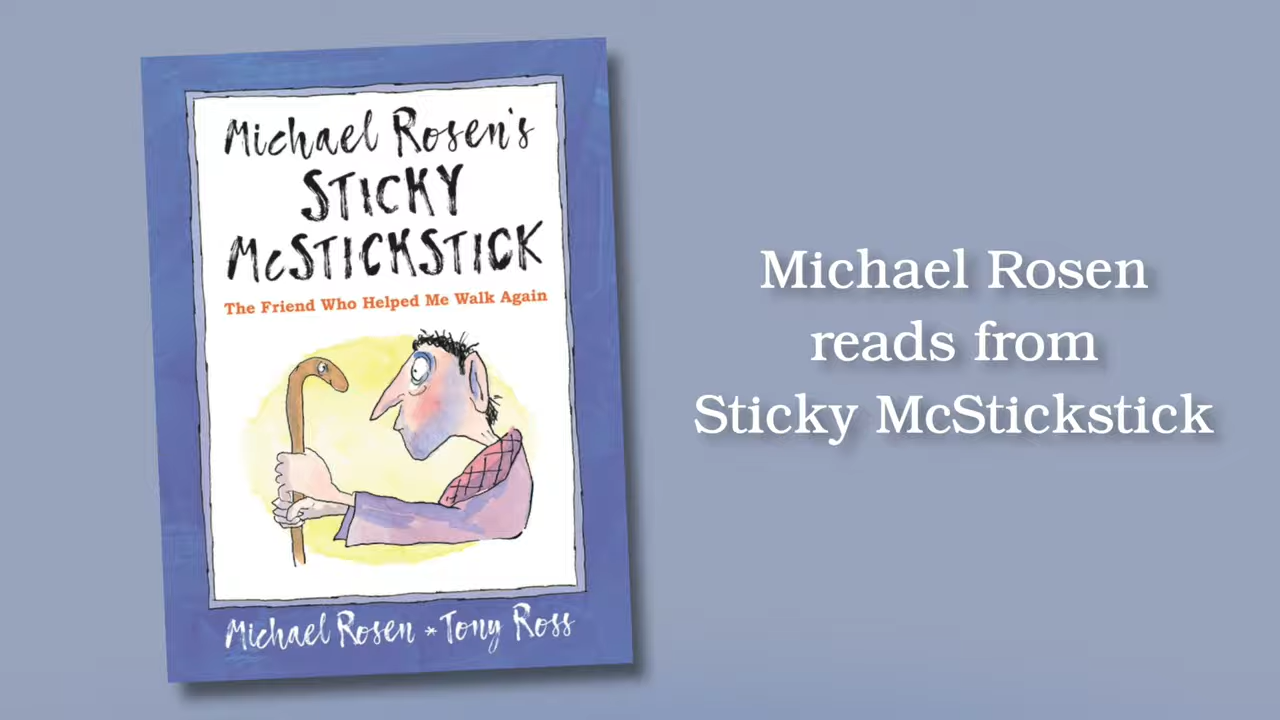 Michael Rosen's
STICKY
McSTICKSTICK
The Friend Who Helped Me Walk Again
Michael Rosen * Tony Ross
Michael Rosen
reads from
Sticky McStickstick